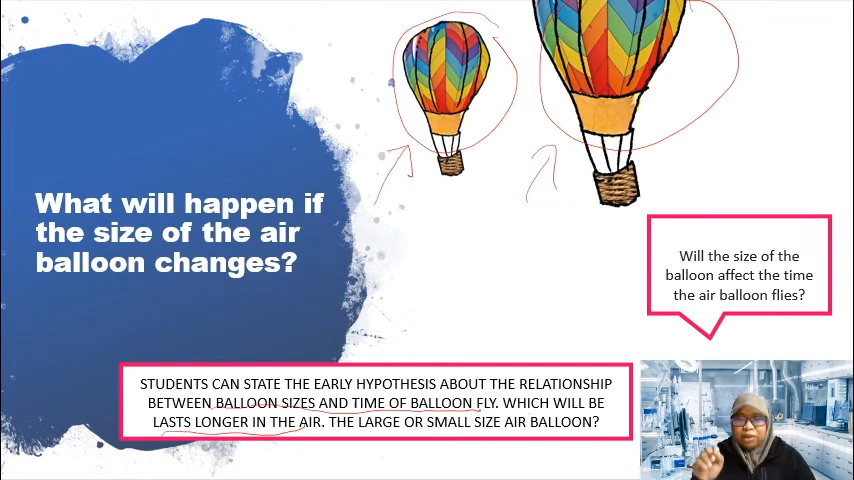 What will happen if
the size of the air
balloon changes?
Will the size of the
balloon affect the time
the air balloon flies?
STUDENTS CAN STATE THE EARLY HYPOTHESIS ABOUT THE RELATIONSHIP
BETWEEN BALLOON SIZES AND TIME OF BALLOON FLY. WHICH WILL BE
LASTS LONGER IN THE AIR. THE LARGE OR SMALL SIZE AIR BALLOON?